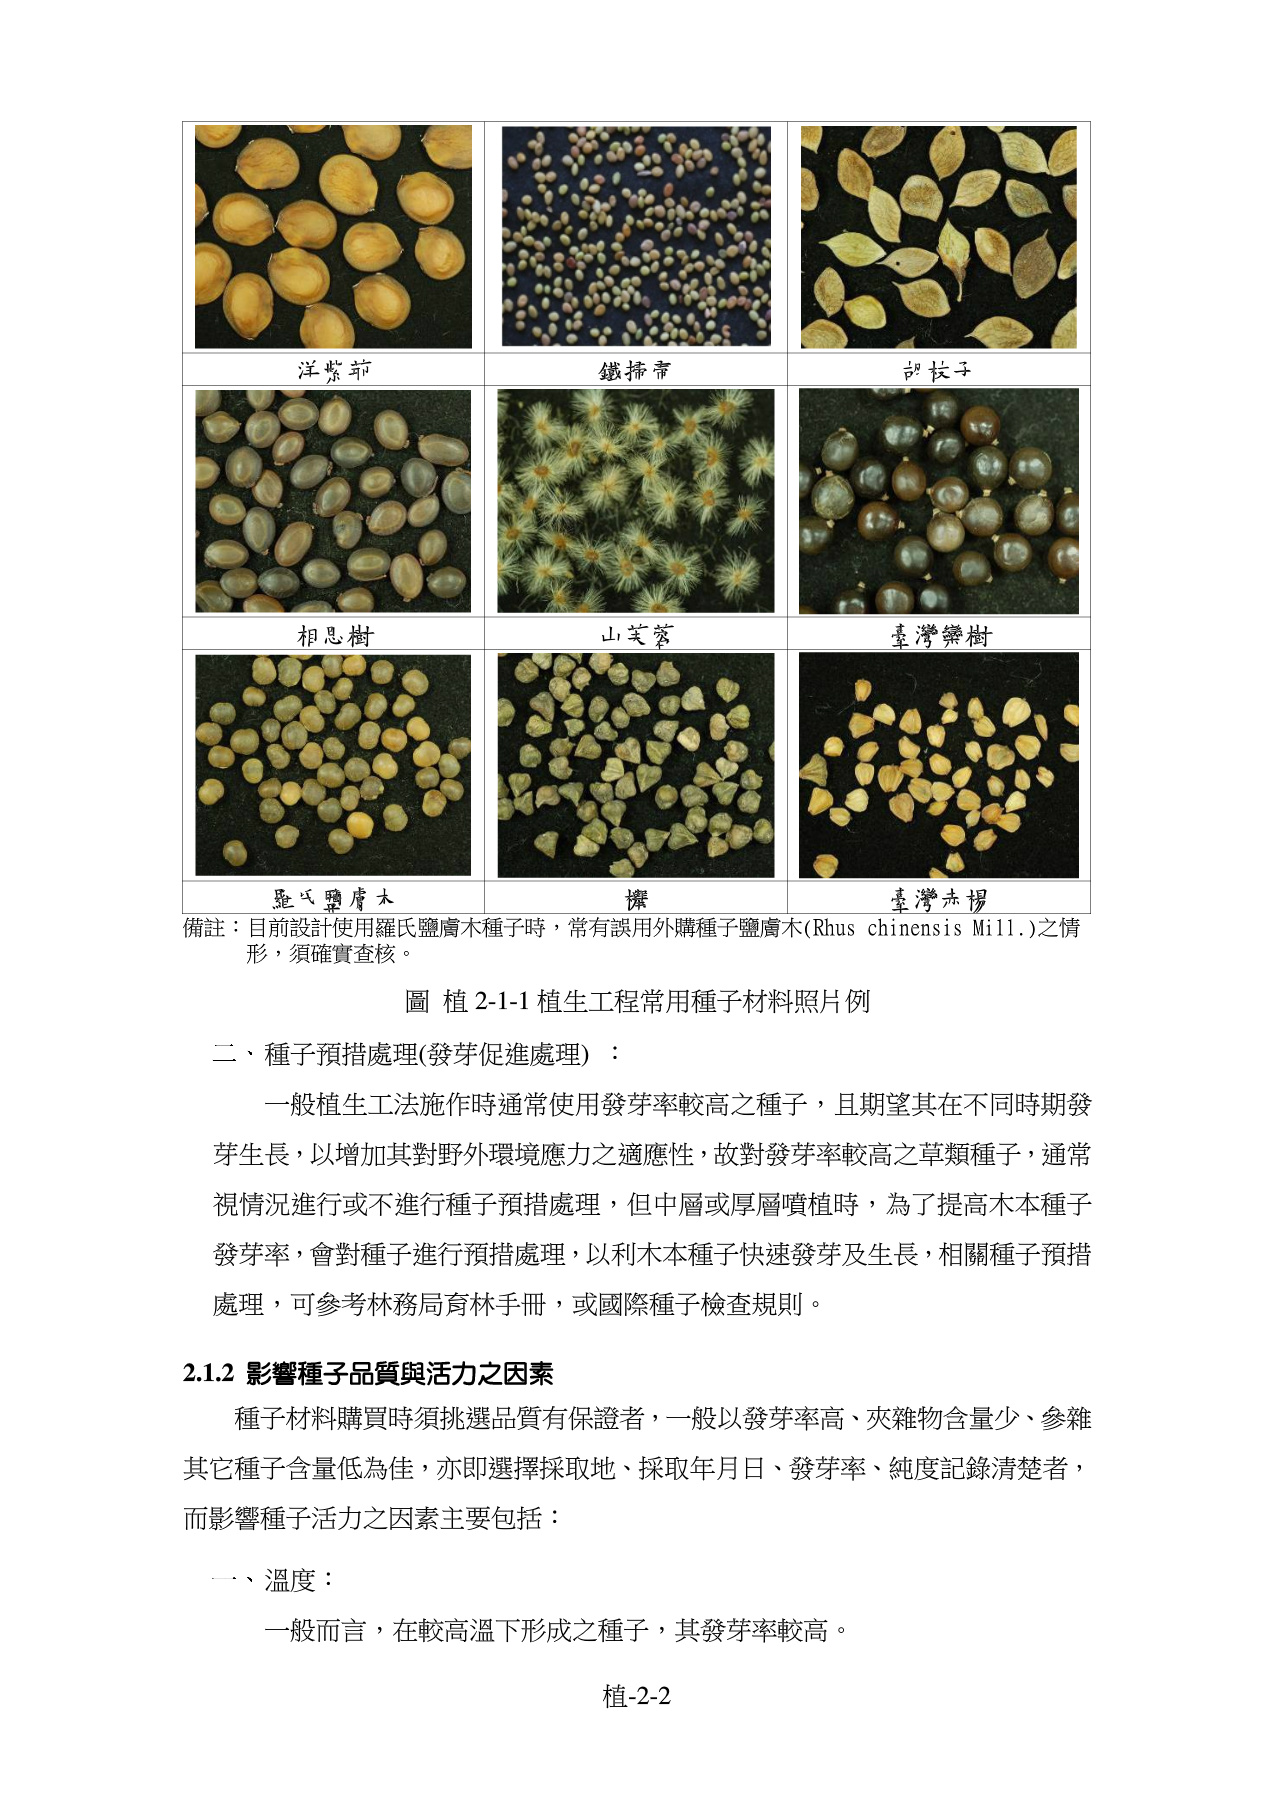 洋紫荊 鐵掃帚 胡枝子
相思樹 山芙蓉 臺灣欒樹
羅氏鹽膚木 櫸 臺灣赤楊
備註：目前設計使用羅氏鹽膚木種子時，常有誤用外購種子鹽膚木(Rhus chinensis Mill.)之情
形，須確實查核。
圖 植 2-1-1 植生工程常用種子材料照片例
二、種子預措處理(發芽促進處理) ：
一般植生工法施作時通常使用發芽率較高之種子，且期望其在不同時期發
芽生長，以增加其對野外環境應力之適應性，故對發芽率較高之草類種子，通常
視情況進行或不進行種子預措處理，但中層或厚層噴植時，為了提高木本種子
發芽率，會對種子進行預措處理，以利木本種子快速發芽及生長，相關種子預措
處理，可參考林務局育林手冊，或國際種子檢查規則。
2.1.2 影響種子品質與活力之因素
種子材料購買時須挑選品質有保證者，一般以發芽率高、夾雜物含量少、參雜
其它種子含量低為佳，亦即選擇採取地、採取年月日、發芽率、純度記錄清楚者，
而影響種子活力之因素主要包括：
一、溫度：
一般而言，在較高溫下形成之種子，其發芽率較高。
植-2-2